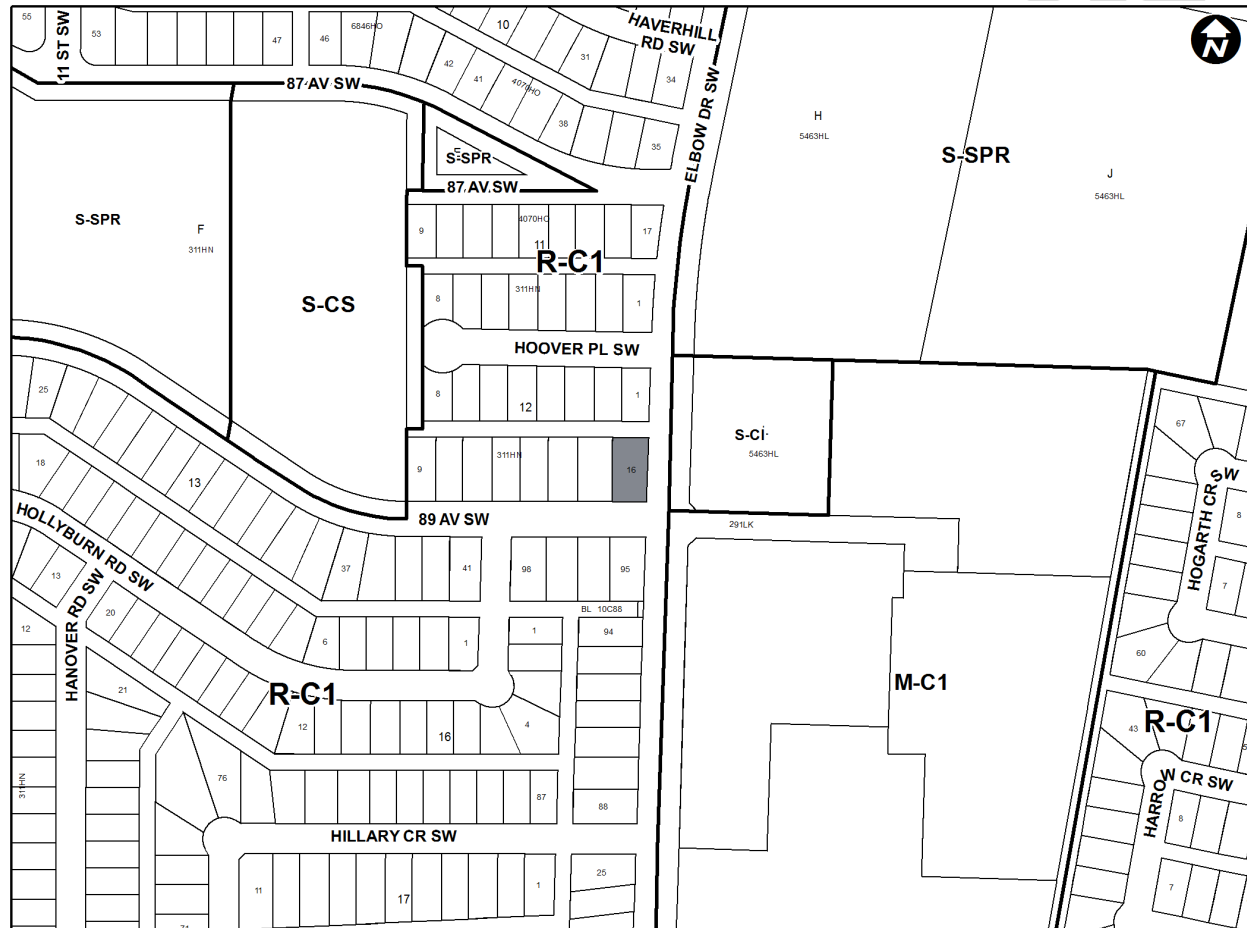 N
55
11 ST SW
53
47
46
6846HO
10
HAVERHILL
RD SW
31
34
42
41
4070HO
38
35
87 AV SW
ELBOW DR SW
H
5463HL
S-SPR
J
5463HL
S-SPR
87 AV SW
S-SPR
F
311HN
S-CS
9
4070HO
11
17
R-C1
8
311HN
1
HOOVER PL SW
8
12
1
9
311HN
16
S-CI
5463HL
67
HOGARTH CR SW
8
7
60
25
18
13
89 AV SW
291LK
HOLLYBURN RD SW
13
HANOVER RD SW
20
37
41
98
95
BL 10C88
12
6
1
1
94
21
R-C1
12
16
4
M-C1
R-C1
43
5
HARROW CR SW
8
7
311HN
76
87
88
HILLARY CR SW
11
17
1
25